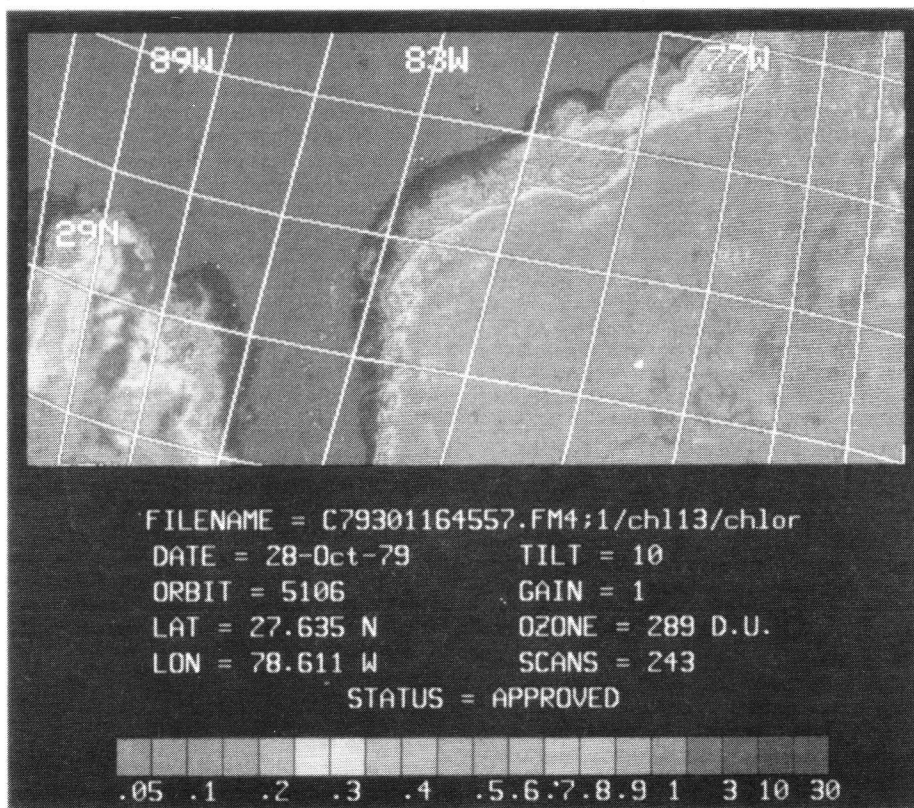 89W 83W 77W
29N
FILENAME = C79301164557.FM4;1/chl13/chlor
DATE = 28-Oct-79 TILT = 10
ORBIT = 5106 GAIN = 1
LAT = 27.635 N OZONE = 289 D.U.
LON = 78.611 W SCANS = 243
STATUS = APPROVED
.05 .1 .2 .3 .4 .5 .6 .7 .8 .9 1 3 10 30